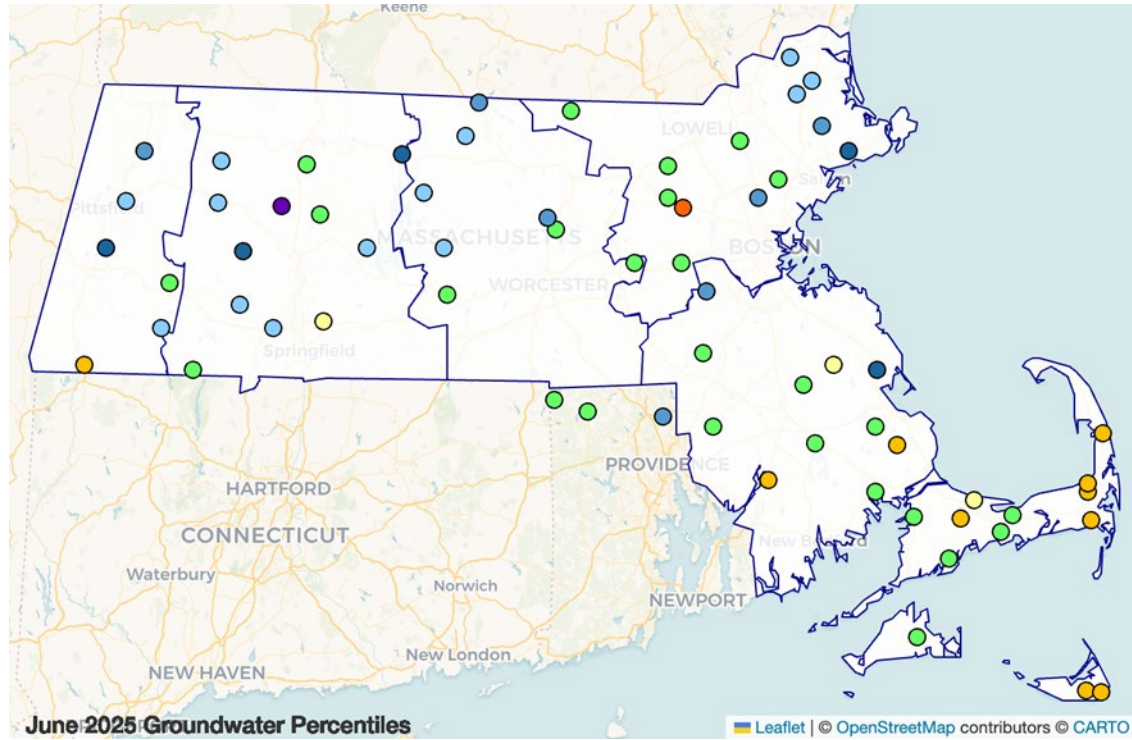 Keene
LOWELL
Salem
Pittsfield
MASSACHUSETTS
BOSTON
WORCESTER
Springfield
PROVIDENCE
HARTFORD
CONNECTICUT
New Bedford
Waterbury
Norwich
NEWPORT
New London
NEW HAVEN
June 2025 Groundwater Percentiles
Leaflet | © OpenStreetMap contributors © CARTO